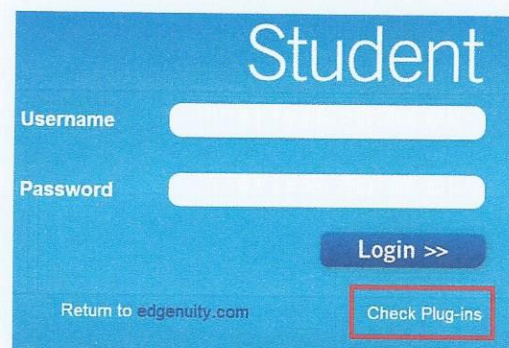 Student
Username
Password
Login >>
Return to edgenuity.com
Check Plug-ins